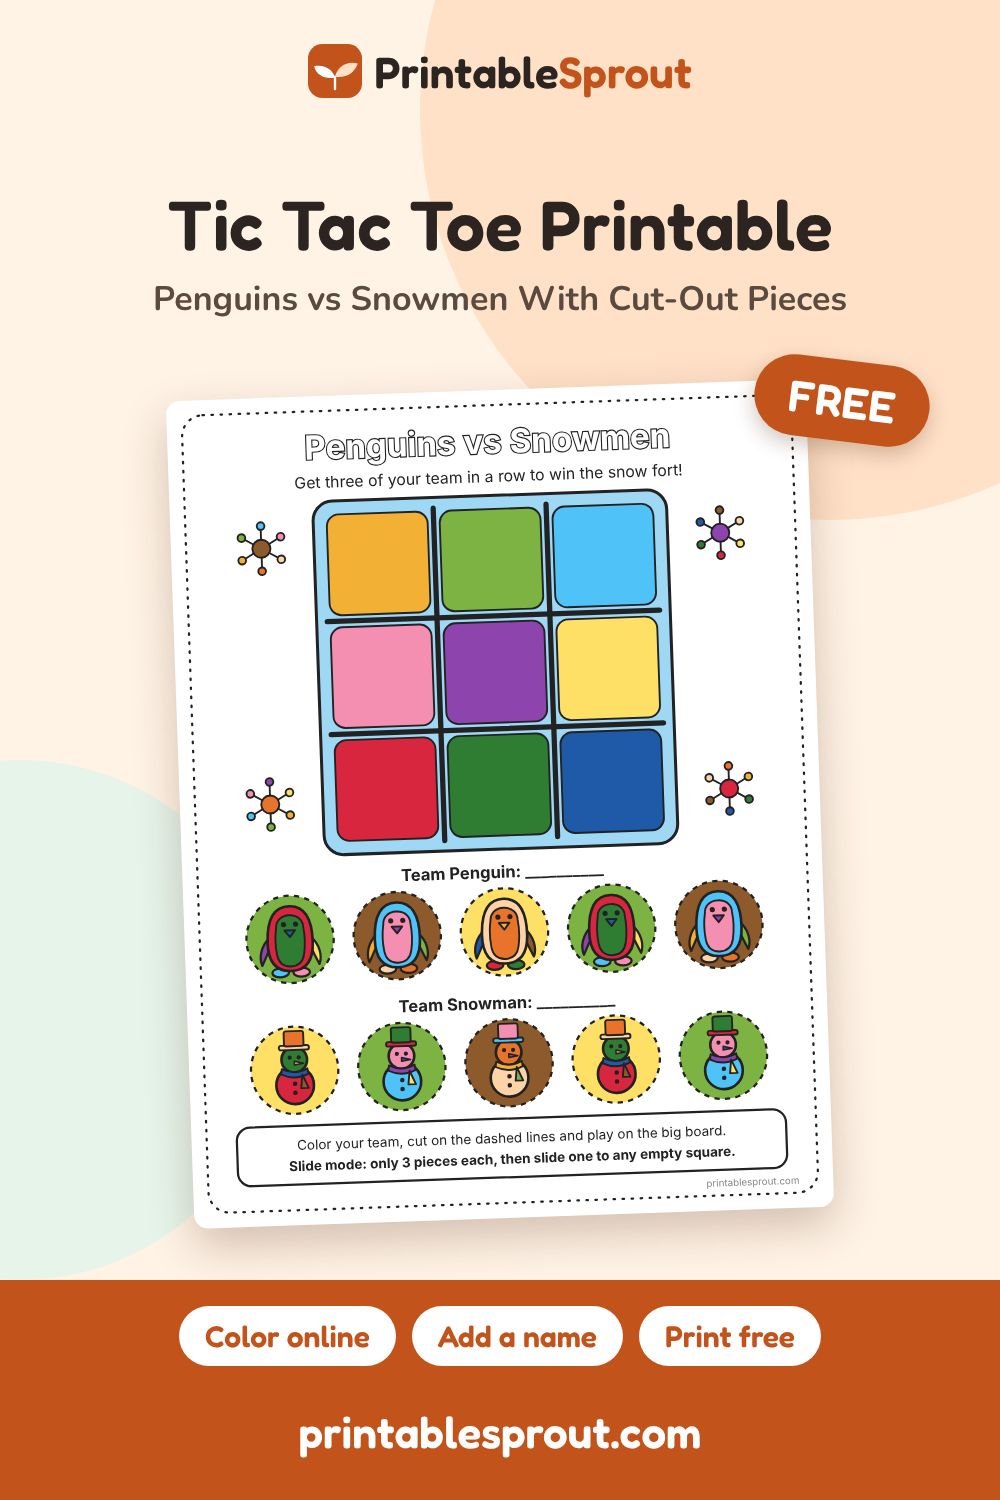 PrintableSprout
Tic Tac Toe Printable
Penguins vs Snowmen With Cut-Out Pieces
FREE
Penguins vs Snowmen
Get three of your team in a row to win the snow fort!
Team Penguin: _________
Team Snowman: _________
Color your team, cut on the dashed lines and play on the big board.
Slide mode: only 3 pieces each, then slide one to any empty square.
printablesprout.com
Color online
Add a name
Print free
printablesprout.com